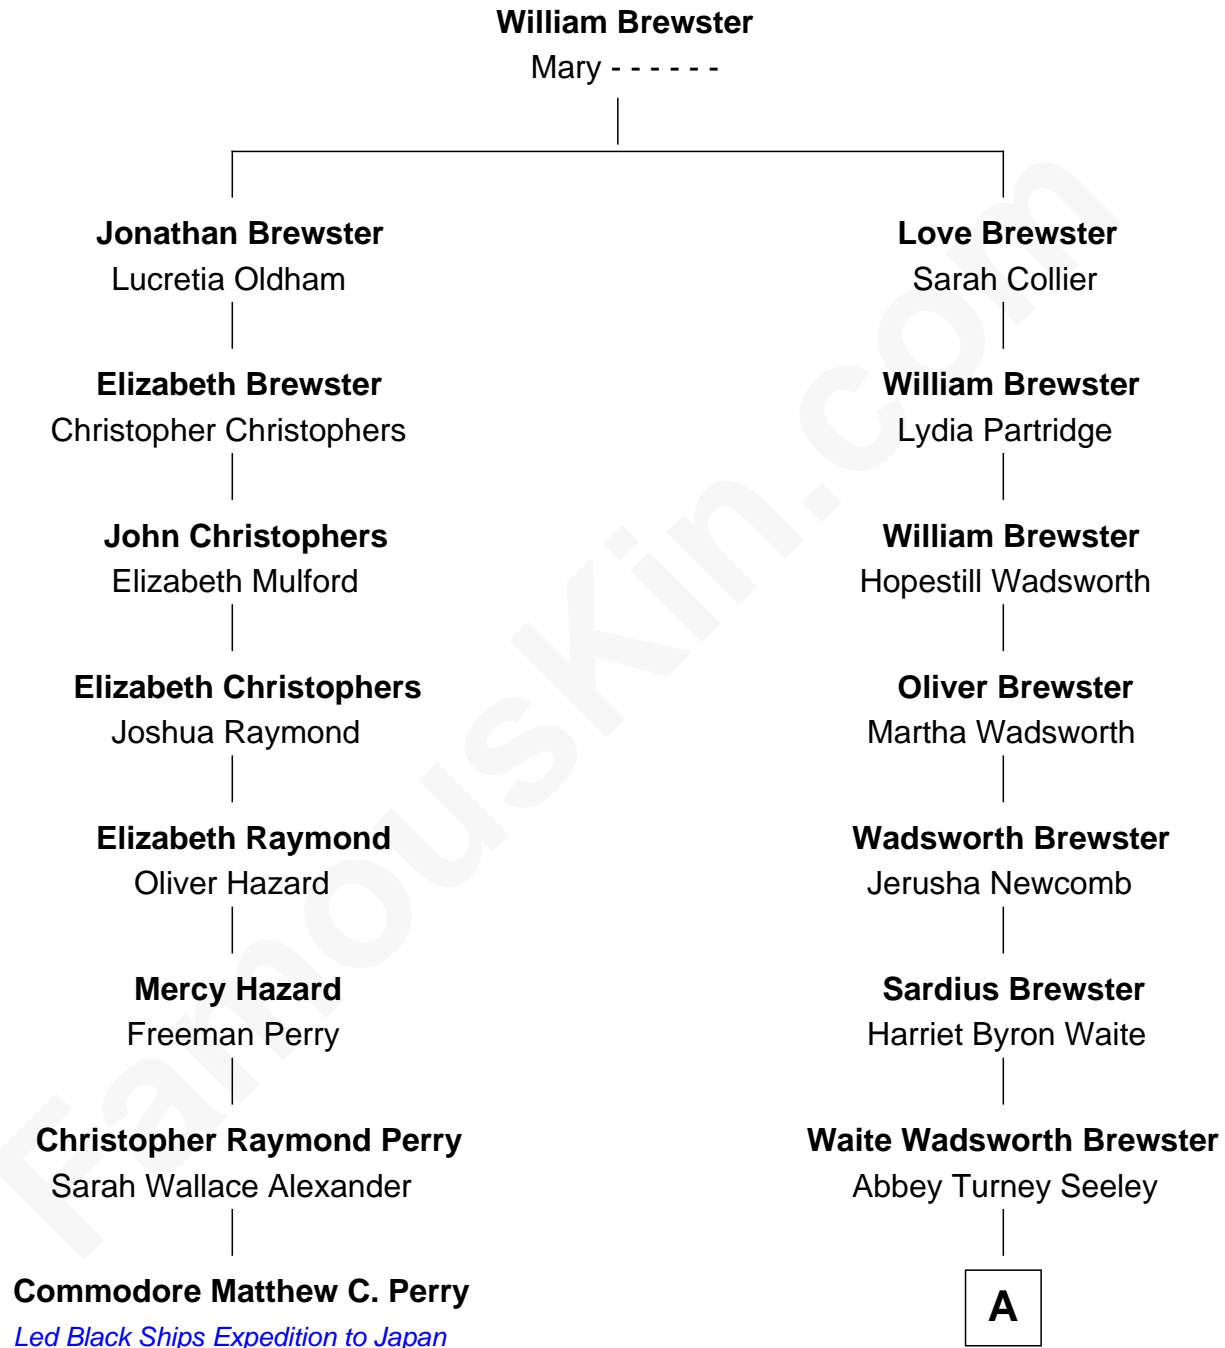 William Brewster
Mary - - - - - -
Jonathan Brewster
Lucretia Oldham
Love Brewster
Sarah Collier
Elizabeth Brewster
Christopher Christophers
William Brewster
Lydia Partridge
John Christophers
Elizabeth Mulford
William Brewster
Hopestill Wadsworth
Elizabeth Christophers
Joshua Raymond
Oliver Brewster
Martha Wadsworth
Elizabeth Raymond
Oliver Hazard
Wadsworth Brewster
Jerusha Newcomb
Mercy Hazard
Freeman Perry
Sardius Brewster
Harriet Byron Waite
Christopher Raymond Perry
Sarah Wallace Alexander
Waite Wadsworth Brewster
Abbey Turney Seeley
Commodore Matthew C. Perry
Led Black Ships Expedition to Japan
A
FamousKin.com